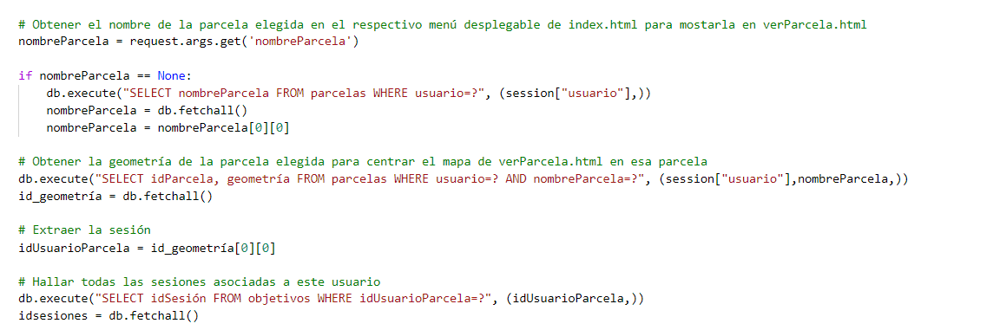 # Obtener el nombre de la parcela elegida en el respectivo menú desplegable de index.html para mostarla en verParcela.html
nombreParcela = request.args.get('nombreParcela')
if nombreParcela == None:
    db.execute("SELECT nombreParcela FROM parcelas WHERE usuario=?", (session["usuario"],))
    nombreParcela = db.fetchall()
    nombreParcela = nombreParcela[0][0]
# Obtener la geometría de la parcela elegida para centrar el mapa de verParcela.html en esa parcela
db.execute("SELECT idParcela, geometría FROM parcelas WHERE usuario=? AND nombreParcela=?", (session["usuario"],nombreParcela,))
id_geometría = db.fetchall()
# Extraer la sesión
idUsuarioParcela = id_geometría[0][0]
# Hallar todas las sesiones asociadas a este usuario
db.execute("SELECT idSesión FROM objetivos WHERE idUsuarioParcela=?", (idUsuarioParcela,))
idsesiones = db.fetchall()